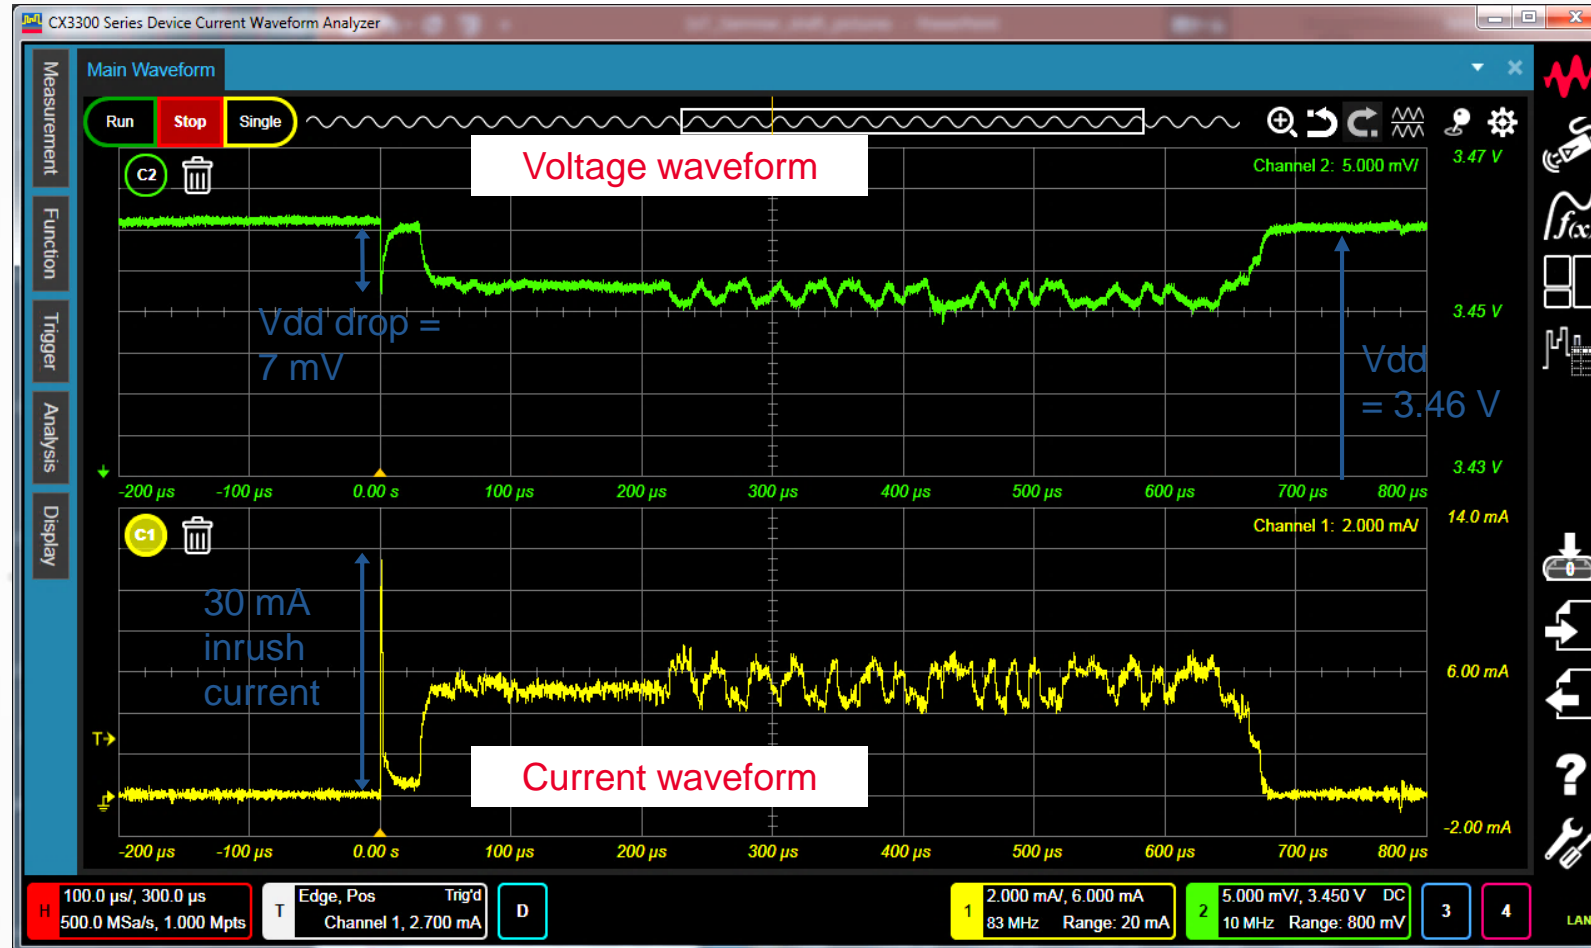 CX3300 Series Device Current Waveform Analyzer
Main Waveform
Measurement
Function
Trigger
Analysis
Display
Run
Stop
Single
Voltage waveform
C2
Channel 2: 5.000 mV/
3.47 V
3.45 V
3.43 V
Vdd drop =
7 mV
Vdd
= 3.46 V
-200 µs
-100 µs
0.00 s
100 µs
200 µs
300 µs
400 µs
500 µs
600 µs
700 µs
800 µs
C1
Channel 1: 2.000 mA/
14.0 mA
6.00 mA
-2.00 mA
30 mA
inrush
current
T
Current waveform
-200 µs
-100 µs
0.00 s
100 µs
200 µs
300 µs
400 µs
500 µs
600 µs
700 µs
800 µs
H
100.0 µs/, 300.0 µs
500.0 MSa/s, 1.000 Mpts
T
Edge, Pos Trig'd
Channel 1, 2.700 mA
D
1
2.000 mA/, 6.000 mA
83 MHz Range: 20 mA
2
5.000 mV/, 3.450 V DC
10 MHz Range: 800 mV
3
4
f(x)
LAN